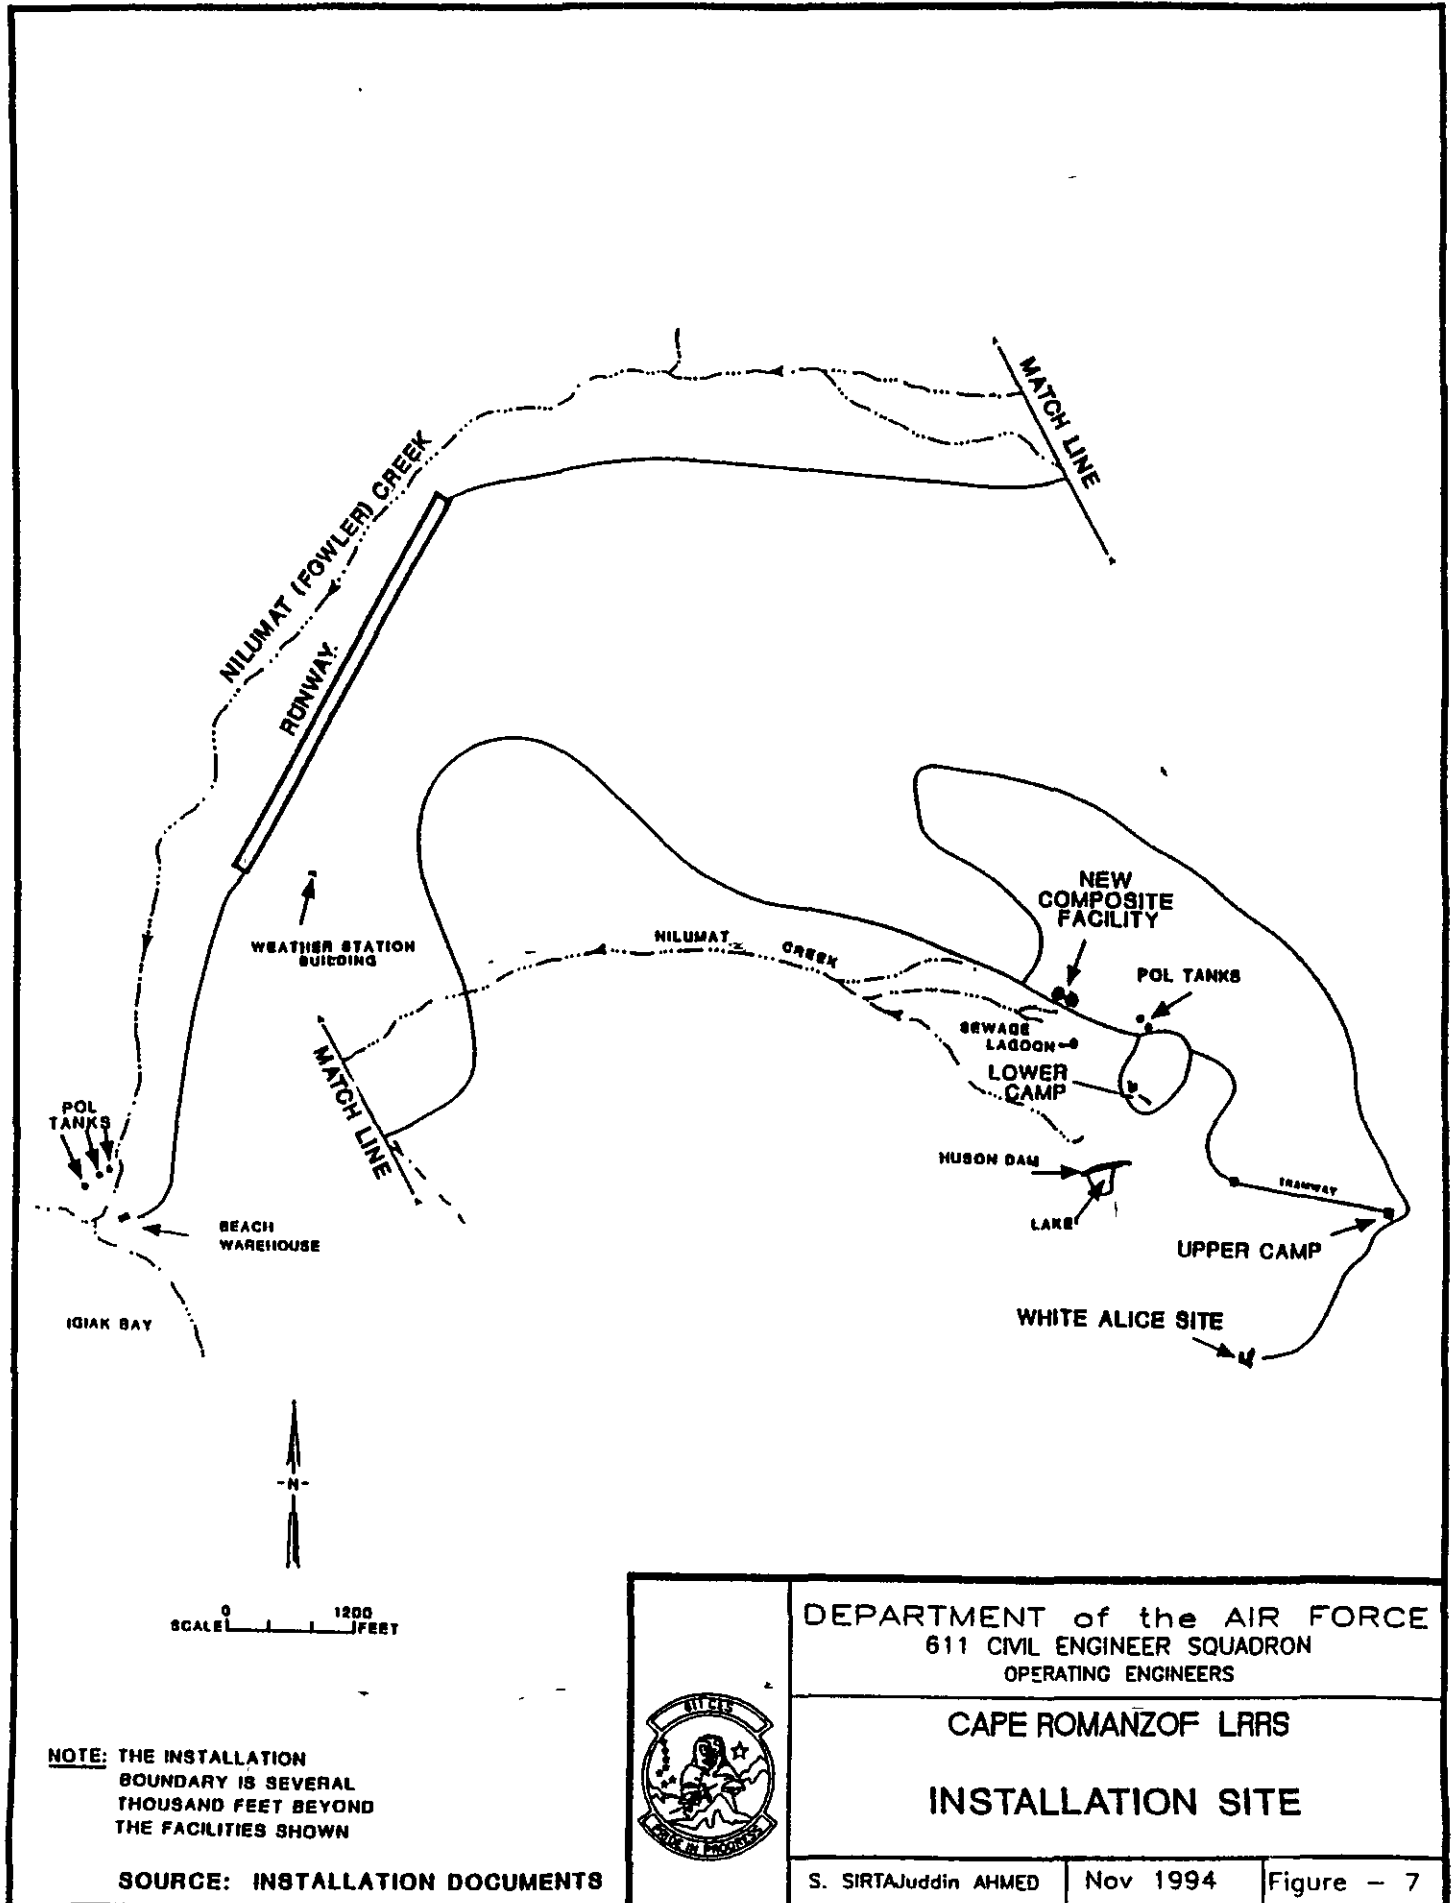 MATCH LINE
NILUMAT (FOWLER) CREEK
RUNWAY
NEW
COMPOSITE
FACILITY
WEATHER STATION
BUILDING
NILUMAT
CREEK
POL TANKS
SEWAGE
LAGOON
LOWER
CAMP
MATCH LINE
POL
TANKS
HUSON DAM
TRAMWAY
LAKE
BEACH
WAREHOUSE
UPPER CAMP
IGIAK BAY
WHITE ALICE SITE
-N-
0 1200
SCALE FEET
DEPARTMENT of the AIR FORCE
611 CIVIL ENGINEER SQUADRON
OPERATING ENGINEERS
CAPE ROMANZOF LRRS
INSTALLATION SITE
NOTE: THE INSTALLATION
BOUNDARY IS SEVERAL
THOUSAND FEET BEYOND
THE FACILITIES SHOWN
PRIDE IN PROGRESS
SOURCE: INSTALLATION DOCUMENTS
S. SIRTAJuddin AHMED
Nov 1994
Figure - 7